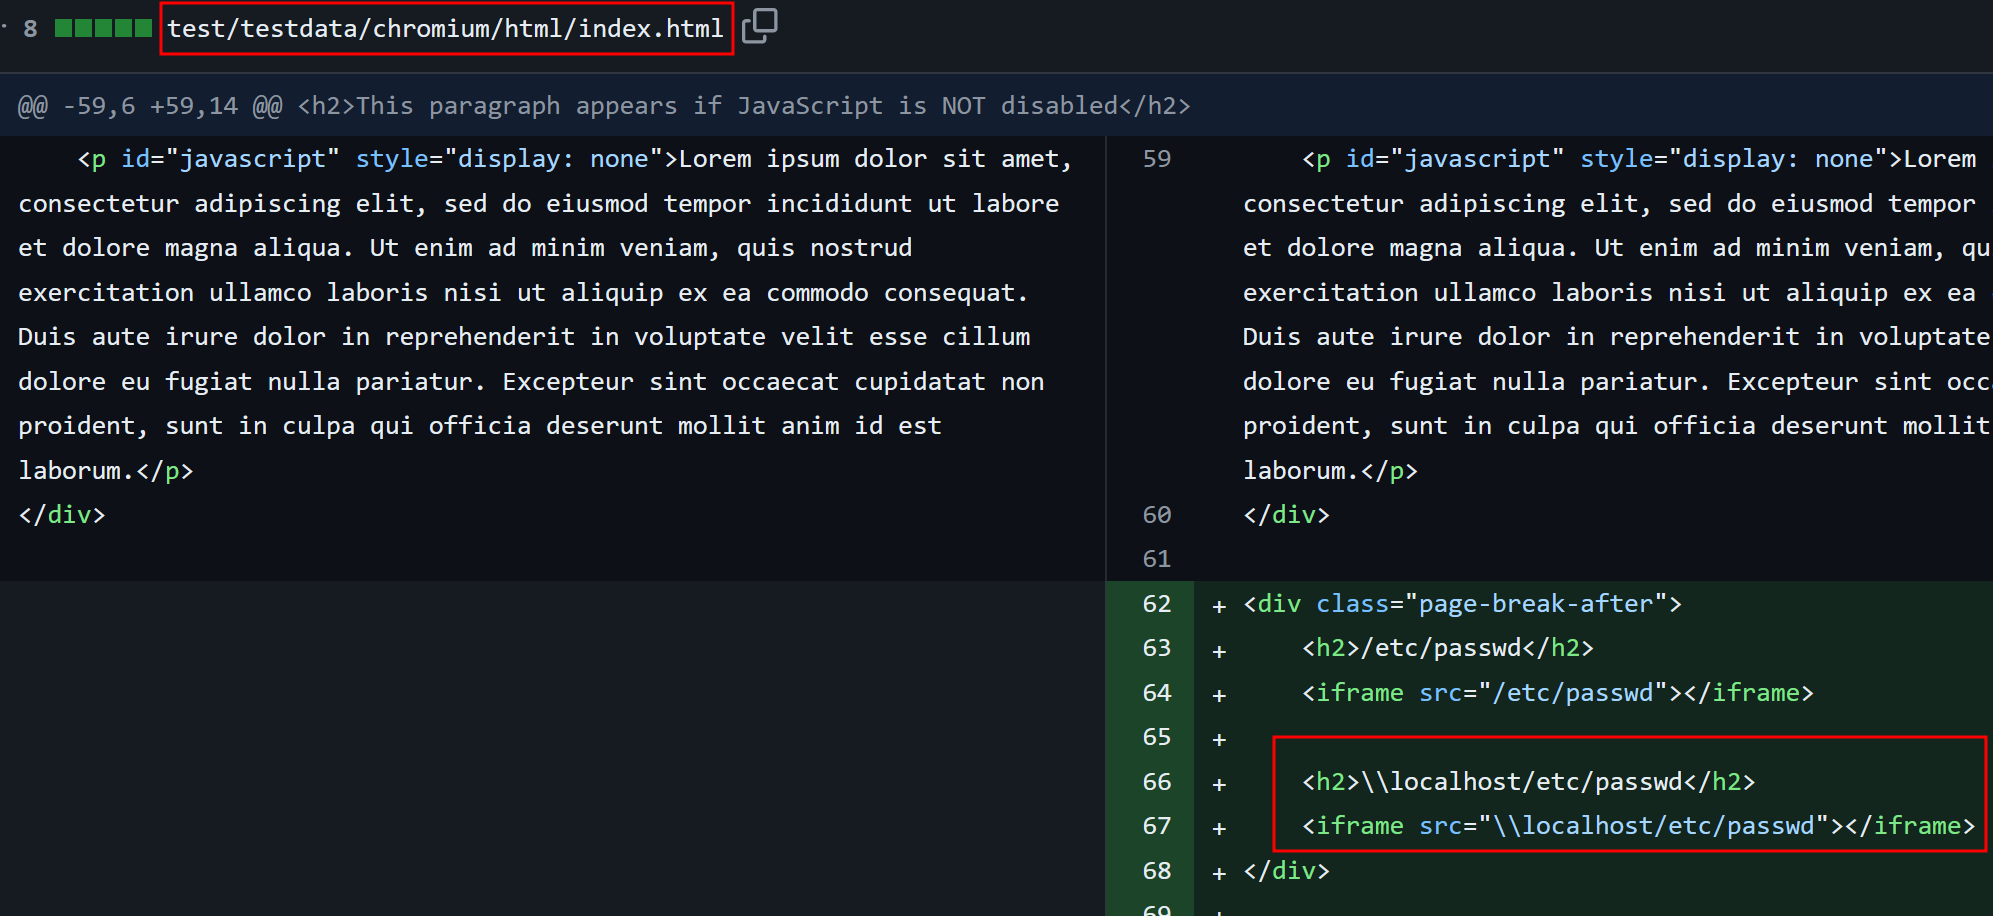 8 test/testdata/chromium/html/index.html
@@ -59,6 +59,14 @@ <h2>This paragraph appears if JavaScript is NOT disabled</h2>
<p id="javascript" style="display: none">Lorem ipsum dolor sit amet,
consectetur adipiscing elit, sed do eiusmod tempor incididunt ut labore
et dolore magna aliqua. Ut enim ad minim veniam, quis nostrud
exercitation ullamco laboris nisi ut aliquip ex ea commodo consequat.
Duis aute irure dolor in reprehenderit in voluptate velit esse cillum
dolore eu fugiat nulla pariatur. Excepteur sint occaecat cupidatat non
proident, sunt in culpa qui officia deserunt mollit anim id est
laborum.</p>
</div>
59 <p id="javascript" style="display: none">Lorem
consectetur adipiscing elit, sed do eiusmod tempor
et dolore magna aliqua. Ut enim ad minim veniam, qu
exercitation ullamco laboris nisi ut aliquip ex ea
Duis aute irure dolor in reprehenderit in voluptate
dolore eu fugiat nulla pariatur. Excepteur sint occ
proident, sunt in culpa qui officia deserunt mollit
laborum.</p>
60 </div>
61
62 + <div class="page-break-after">
63 + <h2>/etc/passwd</h2>
64 + <iframe src="/etc/passwd"></iframe>
65 +
66 + <h2>\\localhost/etc/passwd</h2>
67 + <iframe src="\\localhost/etc/passwd"></iframe>
68 + </div>
69 +